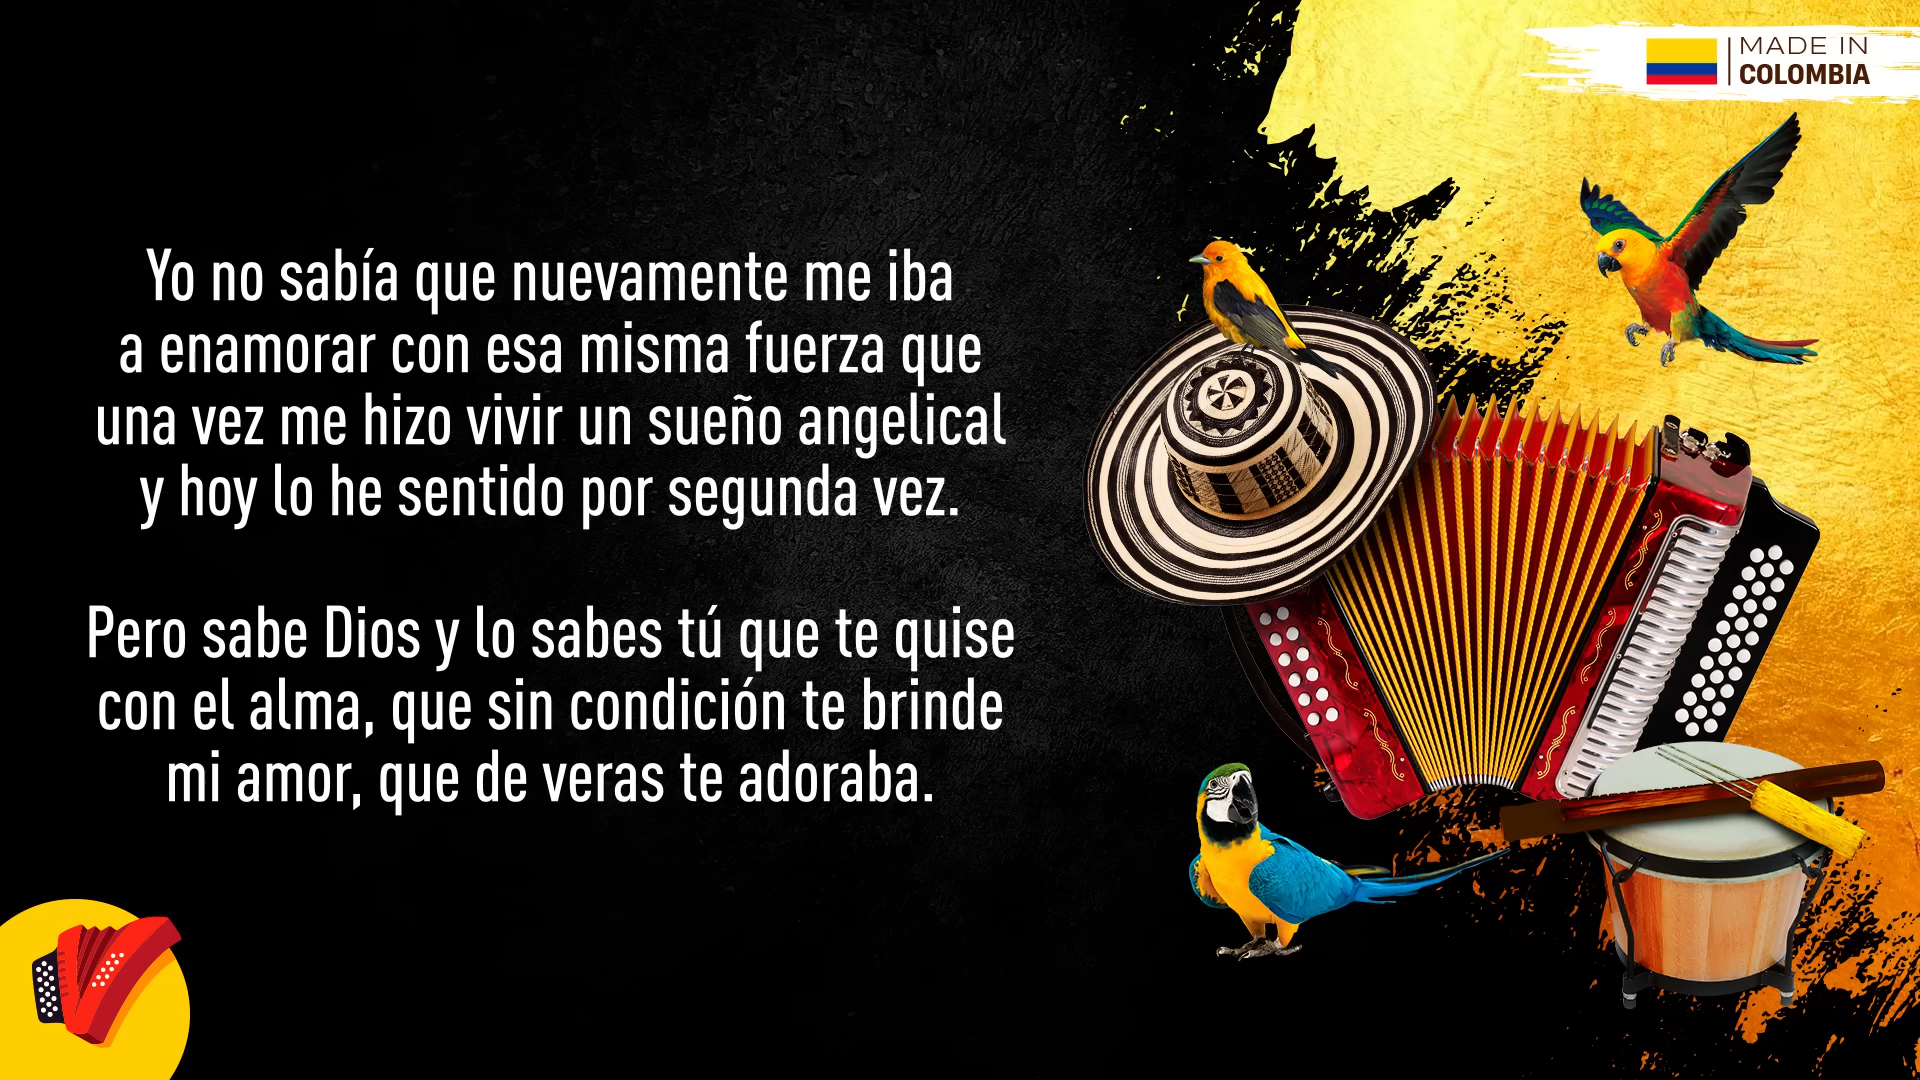 MADE IN
COLOMBIA
Yo no sabía que nuevamente me iba
a enamorar con esa misma fuerza que
una vez me hizo vivir un sueño angelical
y hoy lo he sentido por segunda vez.
Pero sabe Dios y lo sabes tú que te quise
con el alma, que sin condición te brinde
mi amor, que de veras te adoraba.